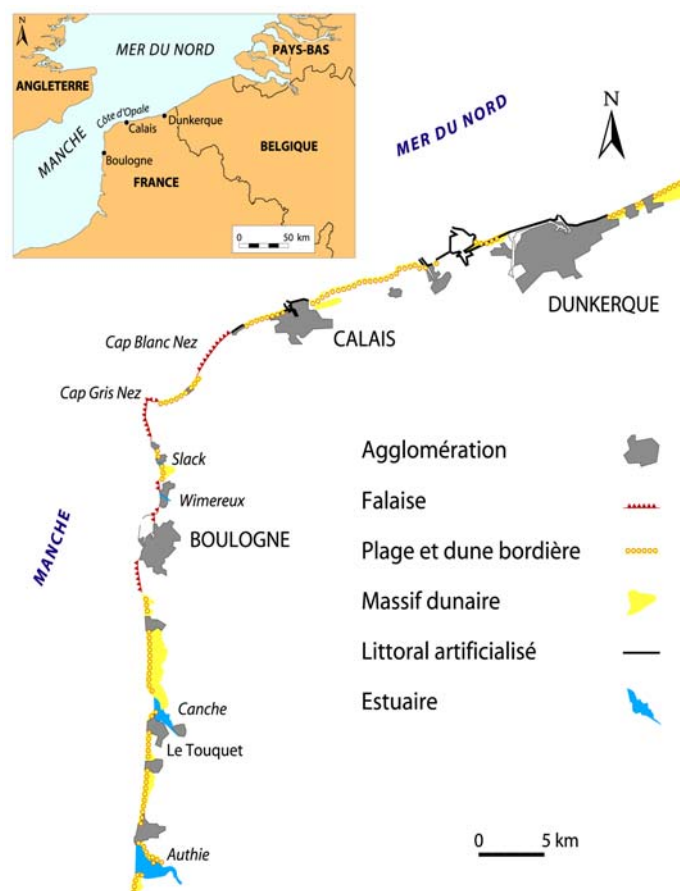 N
MER DU NORD
PAYS-BAS
ANGLETERRE
Côte d'Opale
Dunkerque
Calais
MANCHE
BELGIQUE
Boulogne
FRANCE
0 50 km
MER DU NORD
N
DUNKERQUE
CALAIS
Cap Blanc Nez
Cap Gris Nez
Slack
Wimereux
BOULOGNE
MANCHE
Canche
Le Touquet
Authie
Agglomération
Falaise
Plage et dune bordière
Massif dunaire
Littoral artificialisé
Estuaire
0 5 km